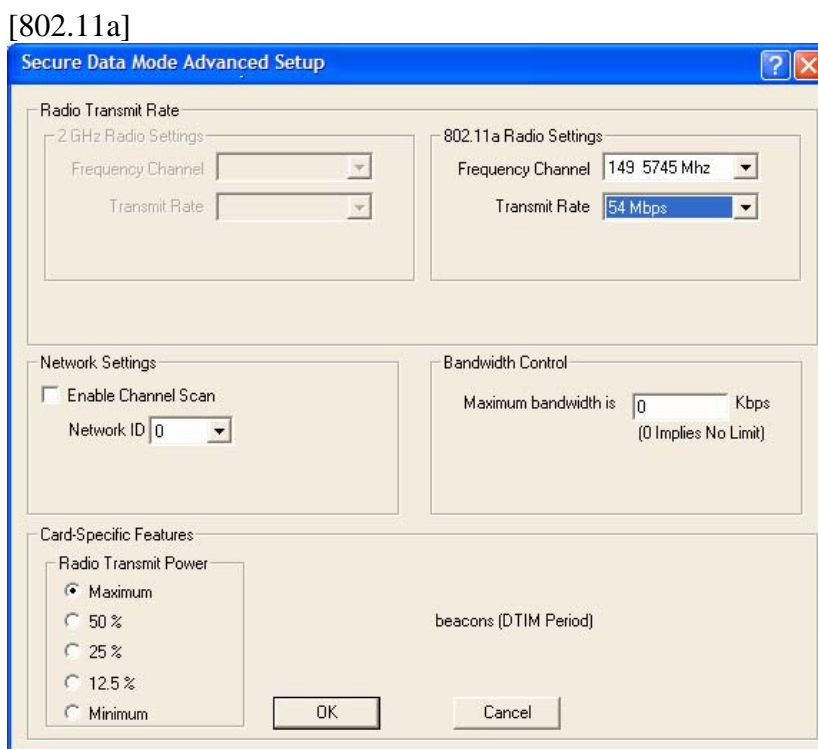 [802.11a]
Secure Data Mode Advanced Setup
Radio Transmit Rate
2 GHz Radio Settings
Frequency Channel
Transmit Rate
802.11a Radio Settings
Frequency Channel 149 5745 Mhz
Transmit Rate 54 Mbps
Network Settings
Enable Channel Scan
Network ID 0
Bandwidth Control
Maximum bandwidth is 0 Kbps
(0 Implies No Limit)
Card-Specific Features
Radio Transmit Power
Maximum
50 %
25 %
12.5 %
Minimum
beacons (DTIM Period)
OK
Cancel